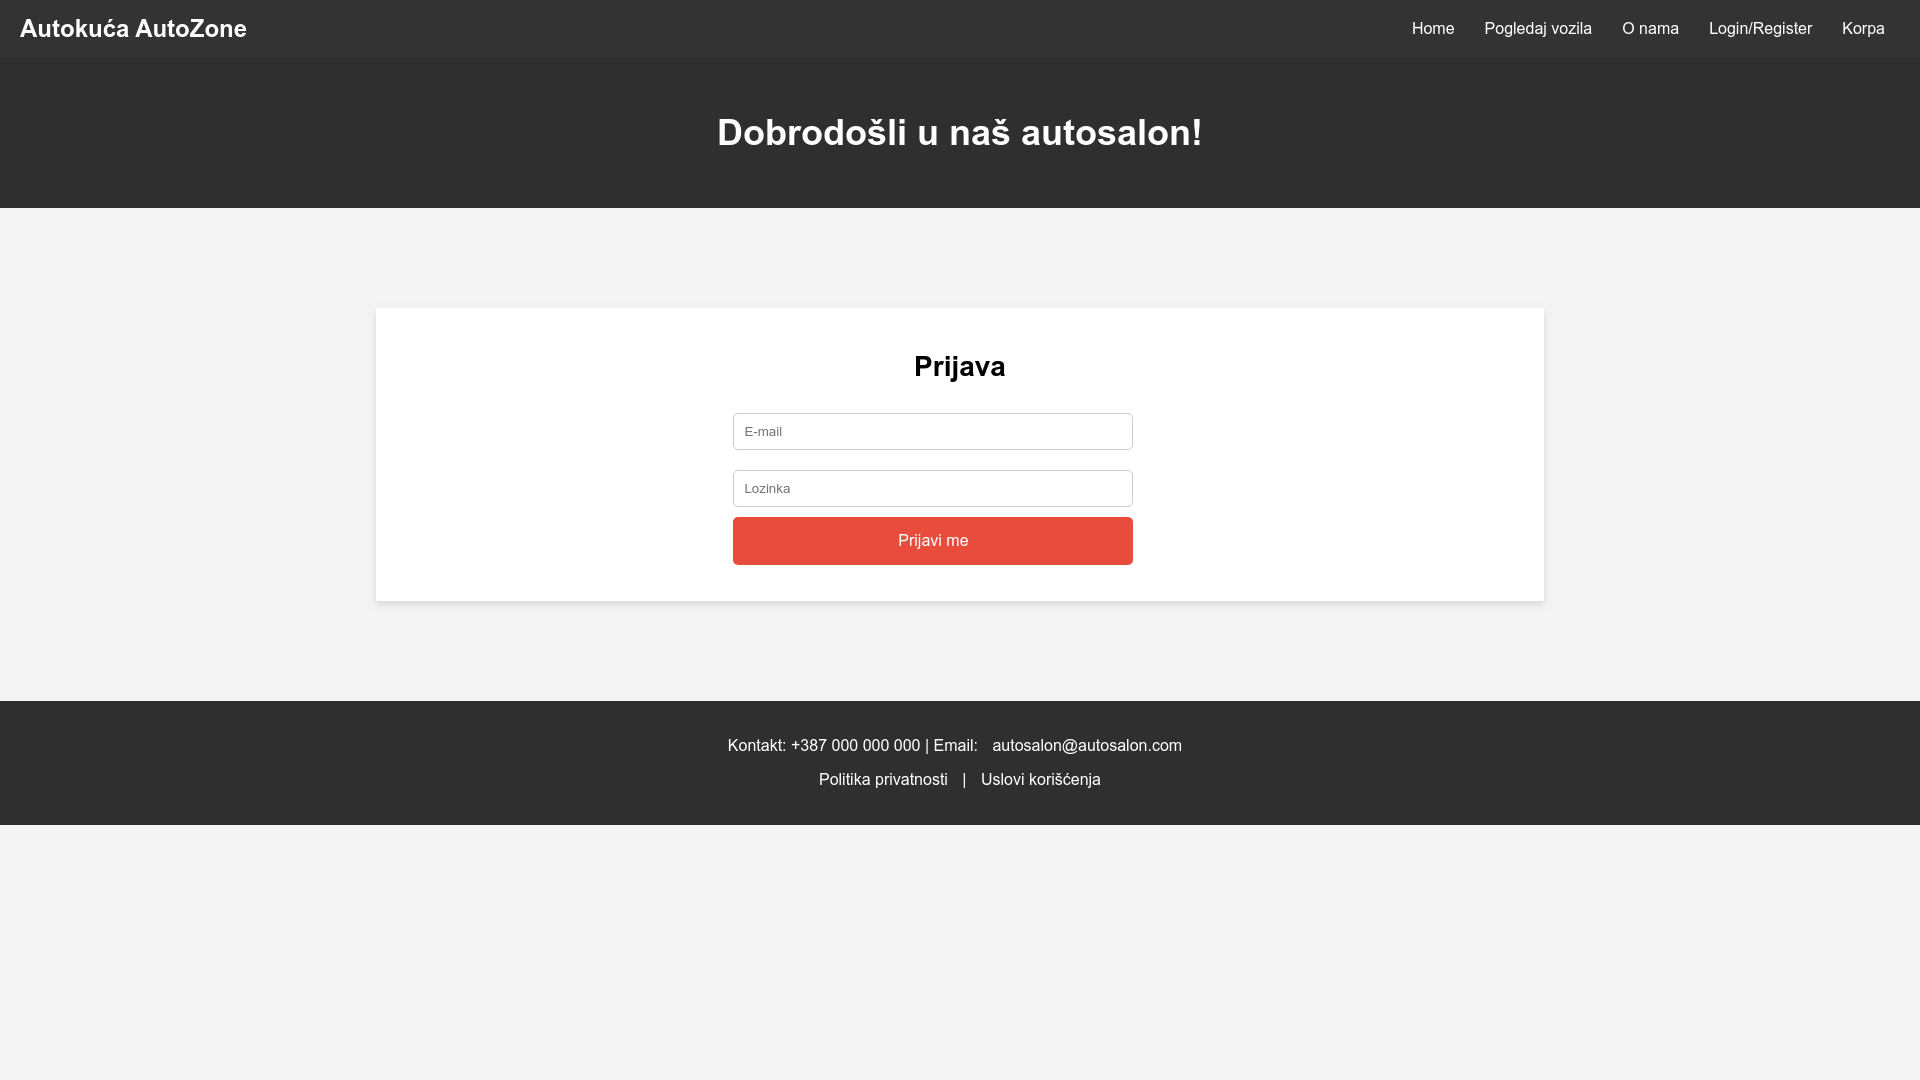 Autokuća AutoZone
Home Pogledaj vozila O nama Login/Register Korpa
Dobrodošli u naš autosalon!
Prijava
E-mail
Lozinka
Prijavi me
Kontakt: +387 000 000 000 | Email: autosalon@autosalon.com
Politika privatnosti | Uslovi korišćenja